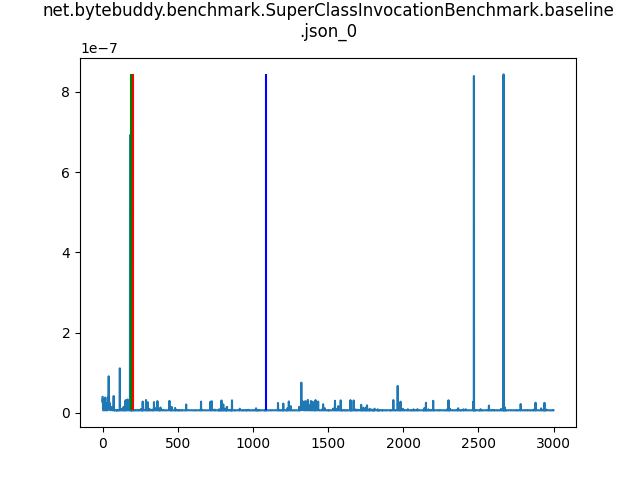 net.bytebuddy.benchmark.SuperClassInvocationBenchmark.baseline
.json_0
1e−7
8
6
4
2
0
0 500 1000 1500 2000 2500 3000